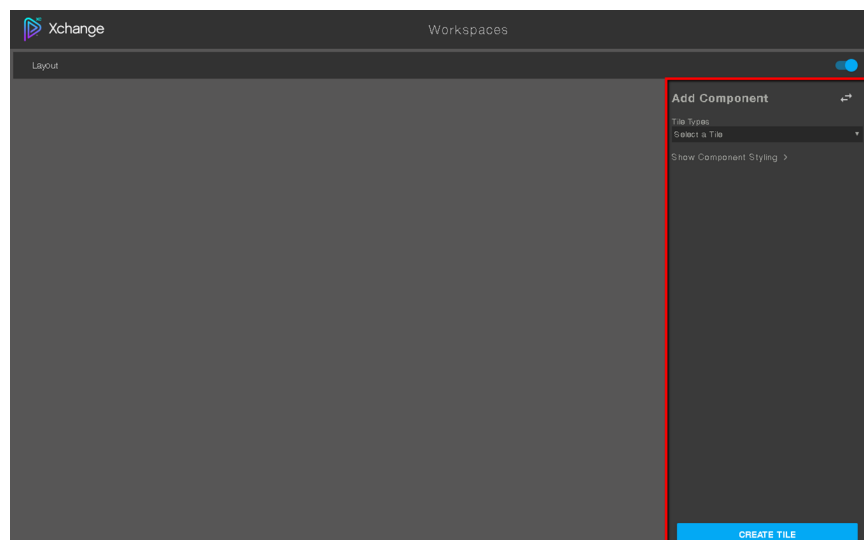 Xchange
Workspaces
Layout
Add Component
Tile Types
Select a Tile
Show Component Styling >
CREATE TILE